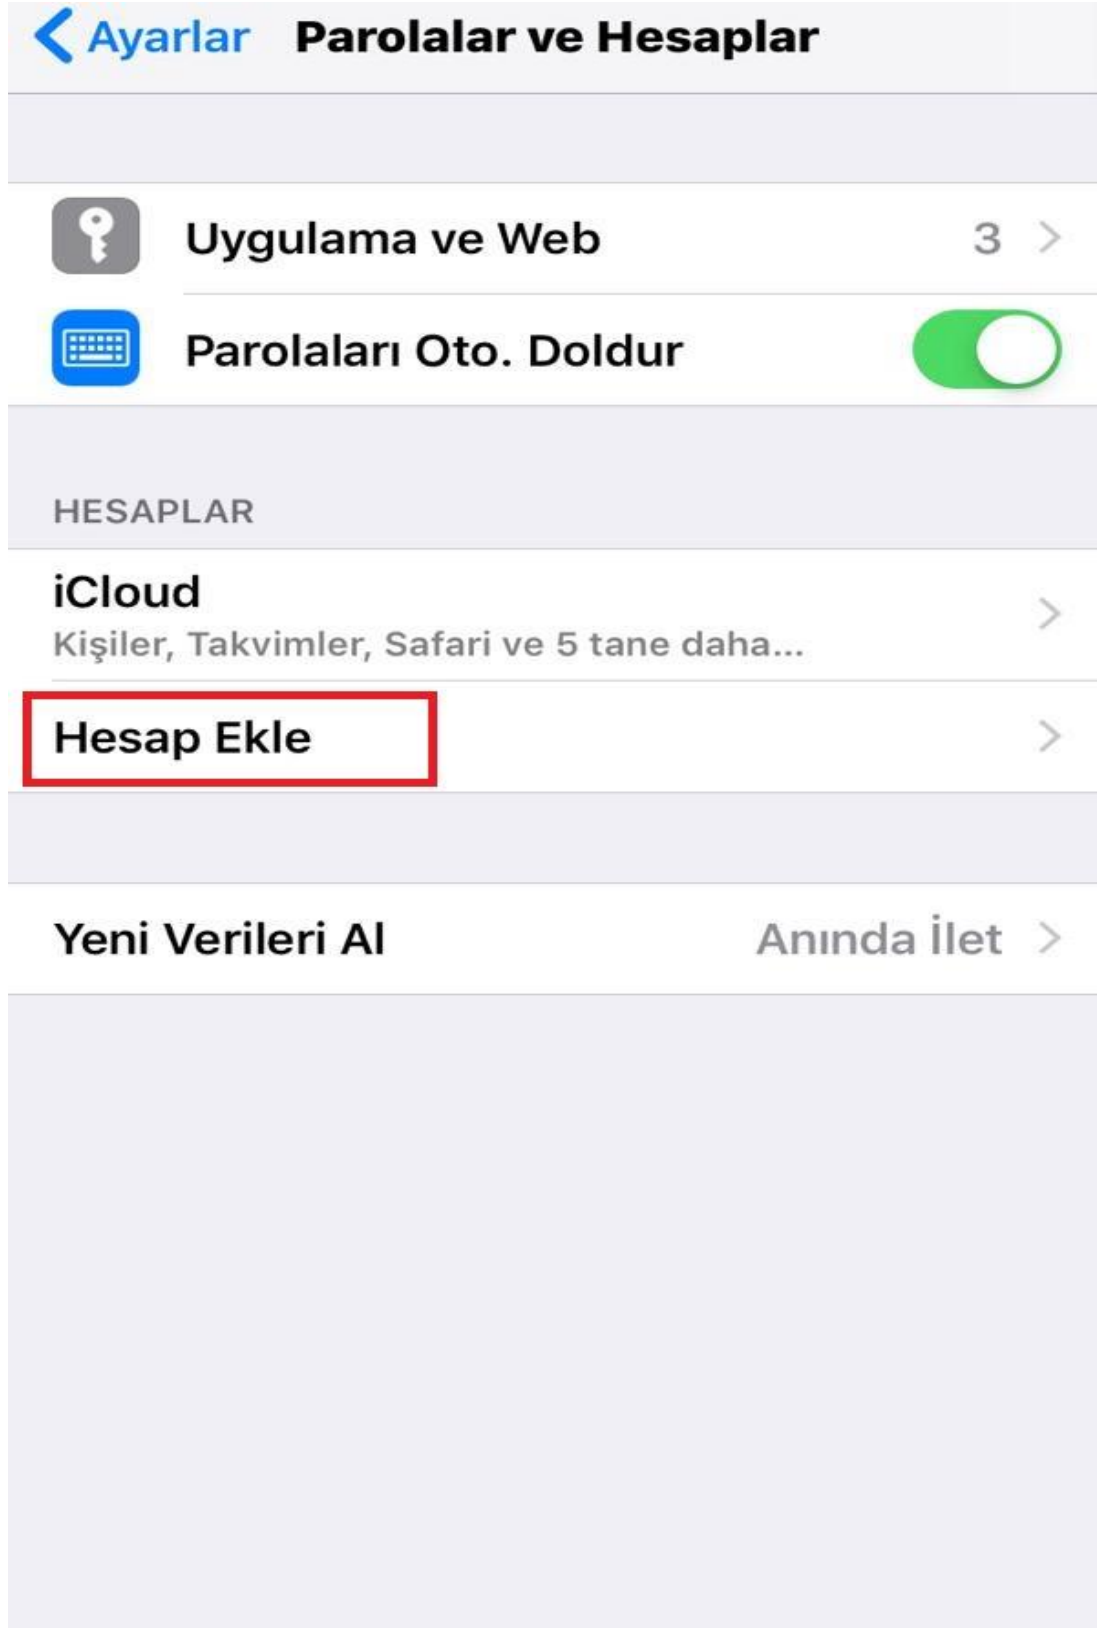 Ayarlar Parolalar ve Hesaplar
Uygulama ve Web 3
Parolaları Oto. Doldur
HESAPLAR
iCloud
Kişiler, Takvimler, Safari ve 5 tane daha...
Hesap Ekle
Yeni Verileri Al Anında İlet